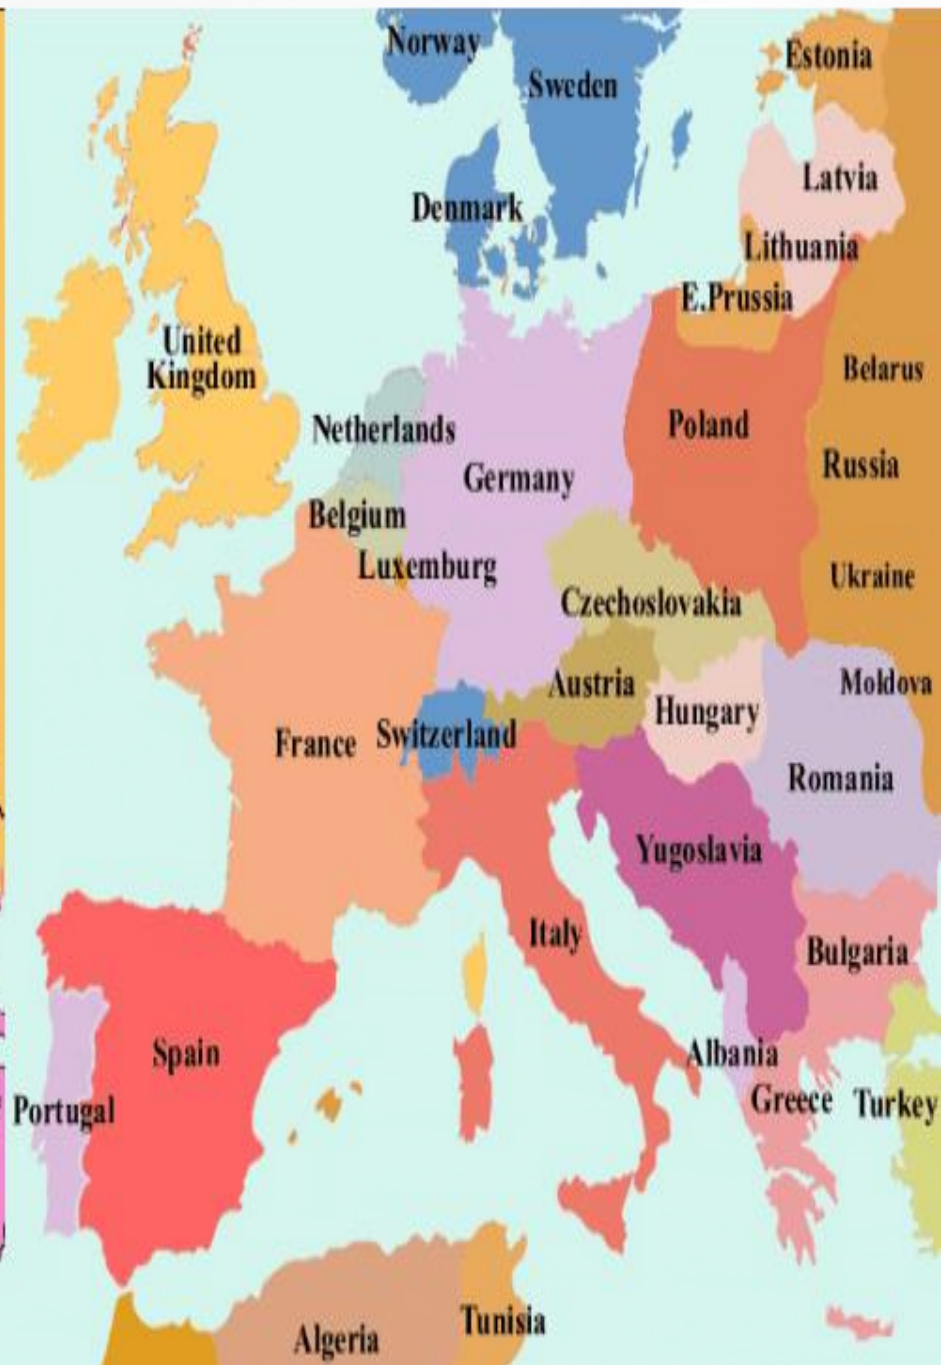 Norway
Estonia
Sweden
Latvia
Denmark
Lithuania
E.Prussia
United
Kingdom
Belarus
Netherlands
Poland
Russia
Germany
Belgium
Luxemburg
Ukraine
Czechoslovakia
Austria
Moldova
Hungary
France
Switzerland
Romania
Yugoslavia
Italy
Bulgaria
Spain
Albania
Portugal
Greece
Turkey
Tunisia
Algeria